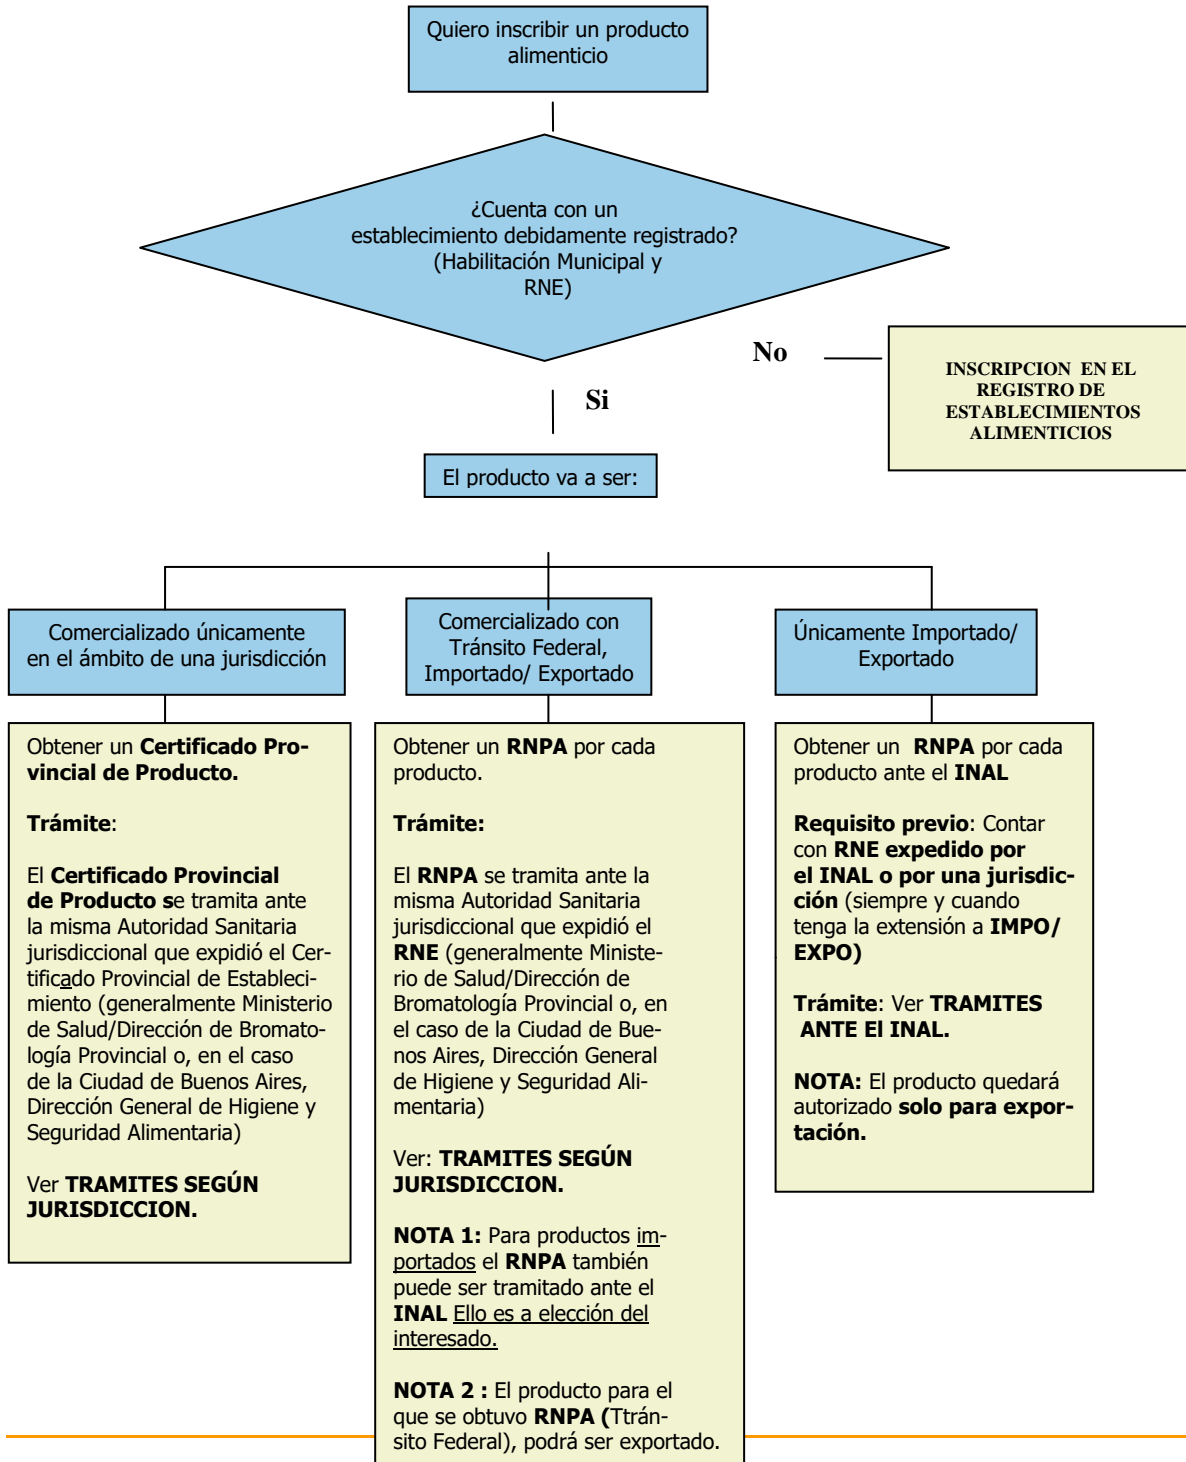 Quiero inscribir un producto
alimenticio
¿Cuenta con un
establecimiento debidamente registrado?
(Habilitación Municipal y
RNE)
No
INSCRIPCION EN EL
REGISTRO DE
ESTABLECIMIENTOS
ALIMENTICIOS
Si
El producto va a ser:
Comercializado únicamente
en el ámbito de una jurisdicción
Comercializado con
Tránsito Federal,
Importado/ Exportado
Únicamente Importado/
Exportado
Obtener un Certificado Pro-
vincial de Producto.
Trámite:
El Certificado Provincial
de Producto se tramita ante
la misma Autoridad Sanitaria
jurisdiccional que expidió el Cer-
tificado Provincial de Estableci-
miento (generalmente Ministerio
de Salud/Dirección de Bromato-
logía Provincial o, en el caso
de la Ciudad de Buenos Aires,
Dirección General de Higiene y
Seguridad Alimentaria)
Ver TRAMITES SEGÚN
JURISDICCION.
Obtener un RNPA por cada
producto.
Trámite:
El RNPA se tramita ante la
misma Autoridad Sanitaria
jurisdiccional que expidió el
RNE (generalmente Ministe-
rio de Salud/Dirección de
Bromatología Provincial o, en
el caso de la Ciudad de Bue-
nos Aires, Dirección General
de Higiene y Seguridad Ali-
mentaria)
Ver: TRAMITES SEGÚN
JURISDICCION.
NOTA 1: Para productos im-
portados el RNPA también
puede ser tramitado ante el
INAL Ello es a elección del
interesado.
NOTA 2 : El producto para el
que se obtuvo RNPA (Ttrán-
sito Federal), podrá ser exportado.
Obtener un RNPA por cada
producto ante el INAL
Requisito previo: Contar
con RNE expedido por
el INAL o por una jurisdic-
ción (siempre y cuando
tenga la extensión a IMPO/
EXPO)
Trámite: Ver TRAMITES
ANTE El INAL.
NOTA: El producto quedará
autorizado solo para expor-
tación.